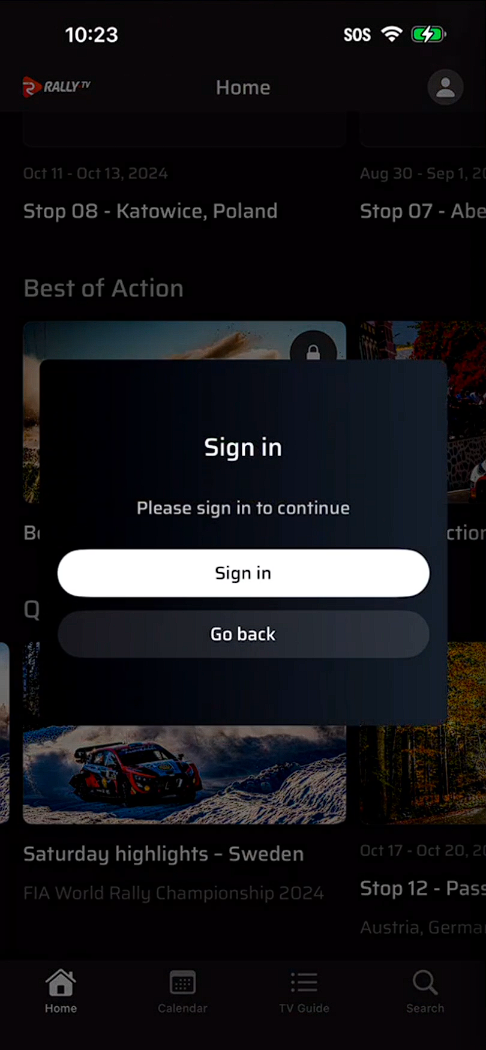 10:23
SOS
RALLY TV
Home
Oct 11 - Oct 13, 2024
Stop 08 - Katowice, Poland
Aug 30 - Sep 1, 20
Stop 07 - Abe
Best of Action
Sign in
Please sign in to continue
Sign in
Go back
Be
ction
Q
Saturday highlights – Sweden
FIA World Rally Championship 2024
Oct 17 - Oct 20, 2
Stop 12 - Pass
Austria, Germa
Home
Calendar
TV Guide
Search